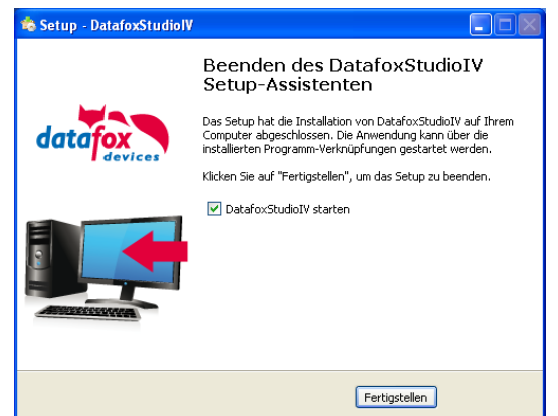 Setup - DatafoxStudioIV
Beenden des DatafoxStudioIV
Setup-Assistenten
datafox
devices
Das Setup hat die Installation von DatafoxStudioIV auf Ihrem
Computer abgeschlossen. Die Anwendung kann über die
installierten Programm-Verknüpfungen gestartet werden.
Klicken Sie auf "Fertigstellen", um das Setup zu beenden.
DatafoxStudioIV starten
Fertigstellen